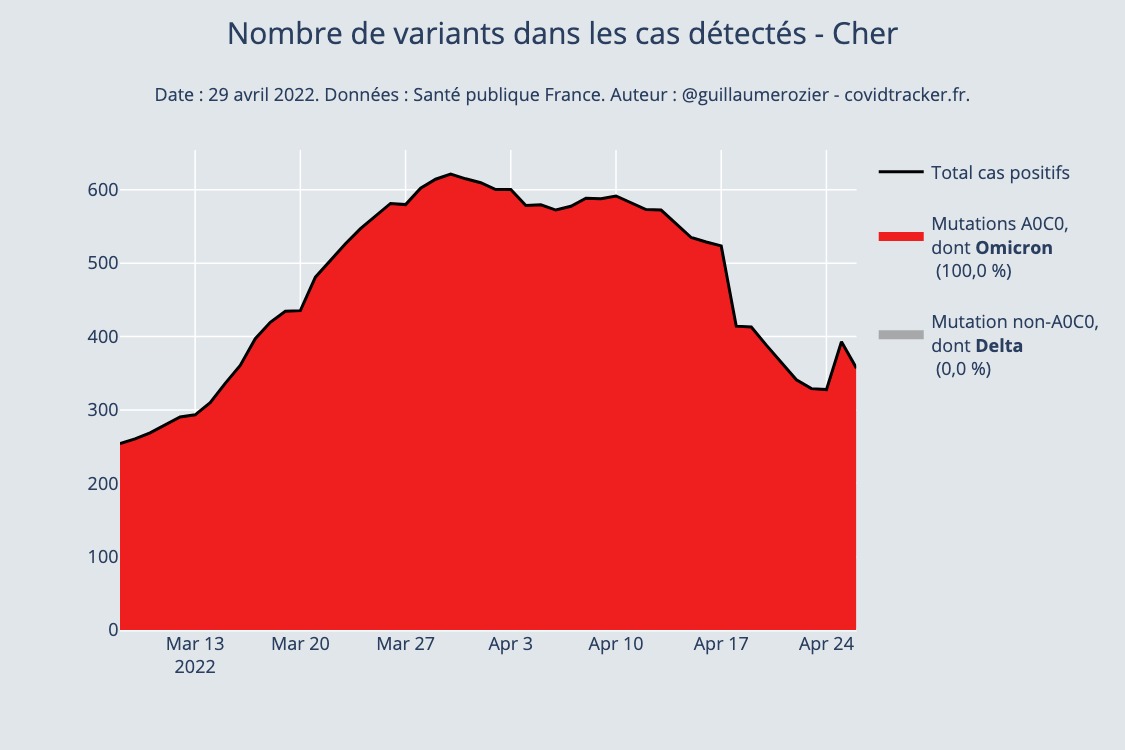 Nombre de variants dans les cas détectés - Cher
Date : 29 avril 2022. Données : Santé publique France. Auteur : @guillaumerozier - covidtracker.fr.
Total cas positifs
Mutations A0C0,
dont Omicron
(100,0 %)
Mutation non-A0C0,
dont Delta
(0,0 %)
600
500
400
300
200
100
0
Mar 13
2022
Mar 20
Mar 27
Apr 3
Apr 10
Apr 17
Apr 24